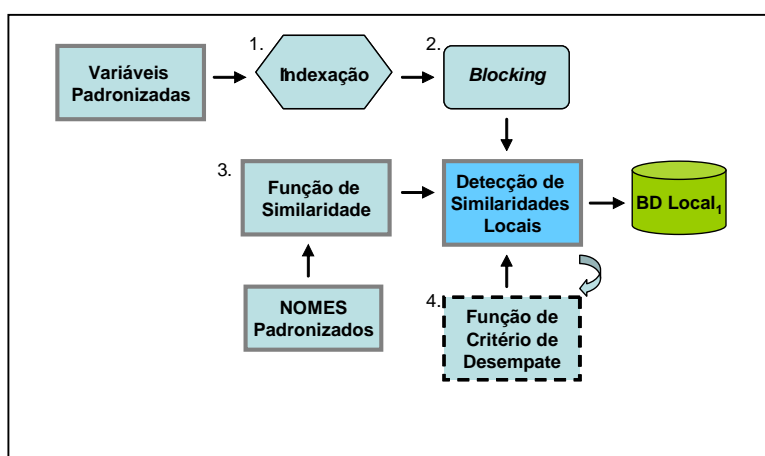 1.
2.
Variáveis
Padronizadas
Indexação
Blocking
3.
Função de
Similaridade
Detecção de
Similaridades
Locais
BD Local1
NOMES
Padronizados
4.
Função de
Critério de
Desempate